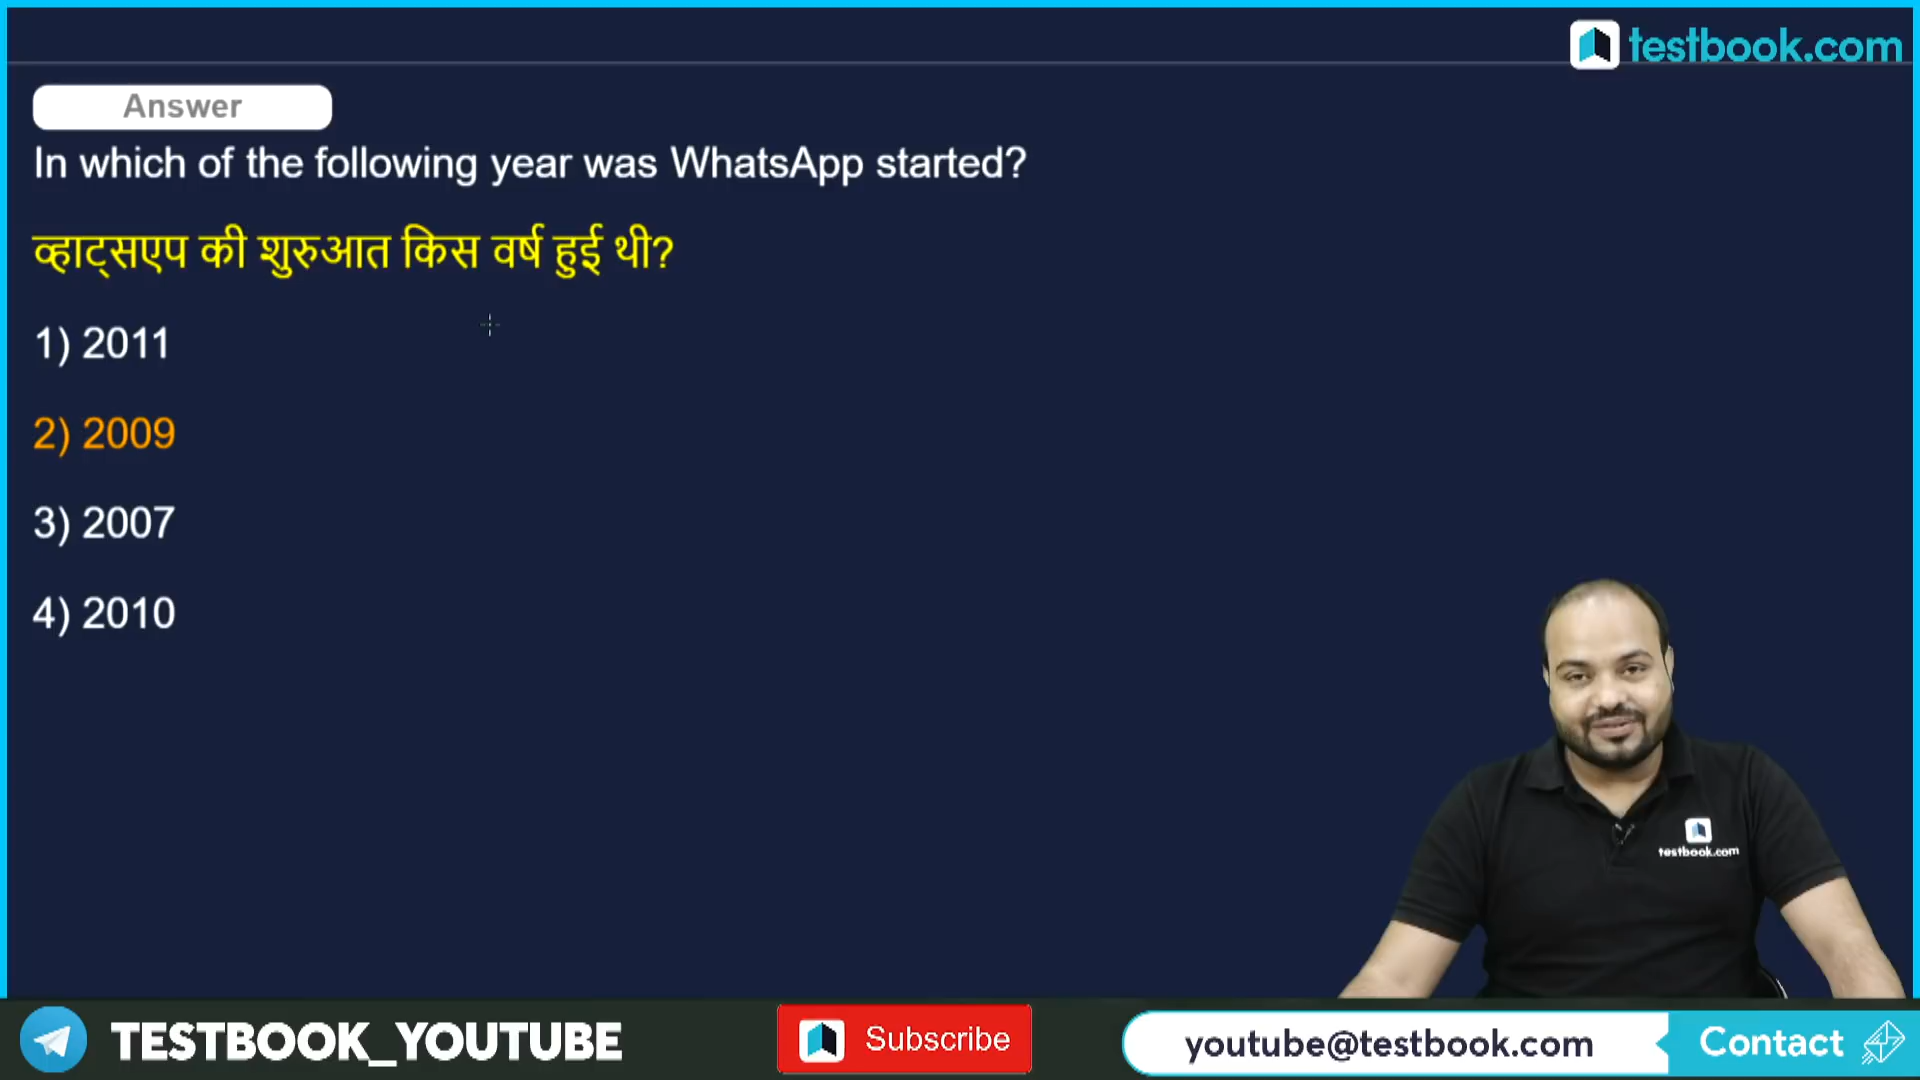 testbook.com
Answer
In which of the following year was WhatsApp started?
व्हाट्सएप की शुरुआत किस वर्ष हुई थी?
1) 2011
2) 2009
3) 2007
4) 2010
testbook.com
TESTBOOK_YOUTUBE
Subscribe
youtube@testbook.com
Contact